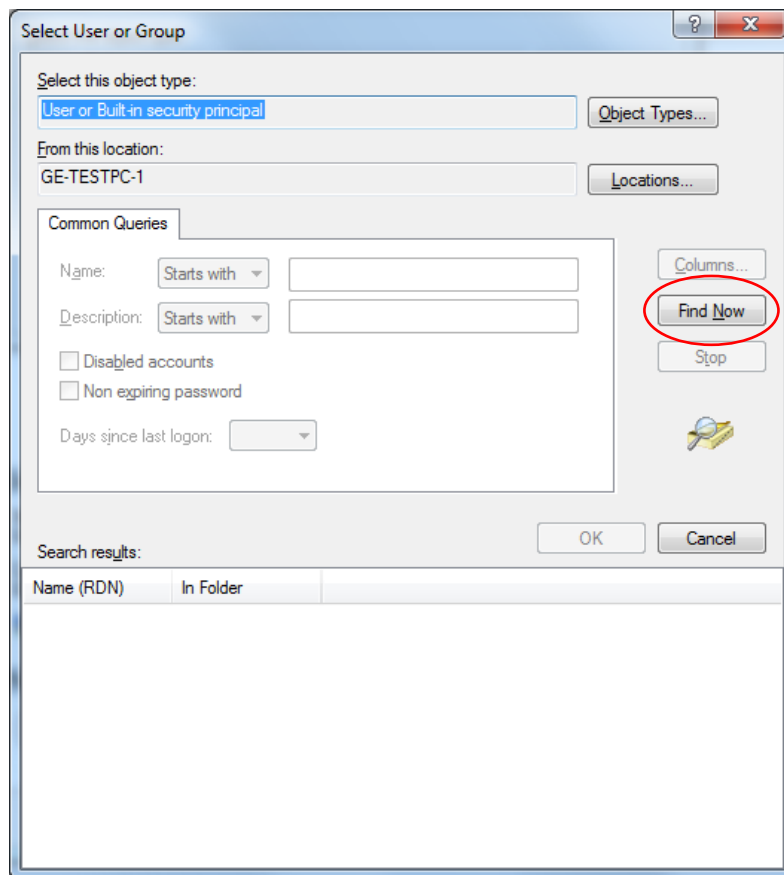 Select User or Group
Select this object type:
User or Built-in security principal
Object Types...
From this location:
GE-TESTPC-1
Locations...
Common Queries
Name:
Starts with
Columns...
Description:
Starts with
Find Now
Disabled accounts
Stop
Non expiring password
Days since last logon:
OK
Cancel
Search results:
Name (RDN)
In Folder